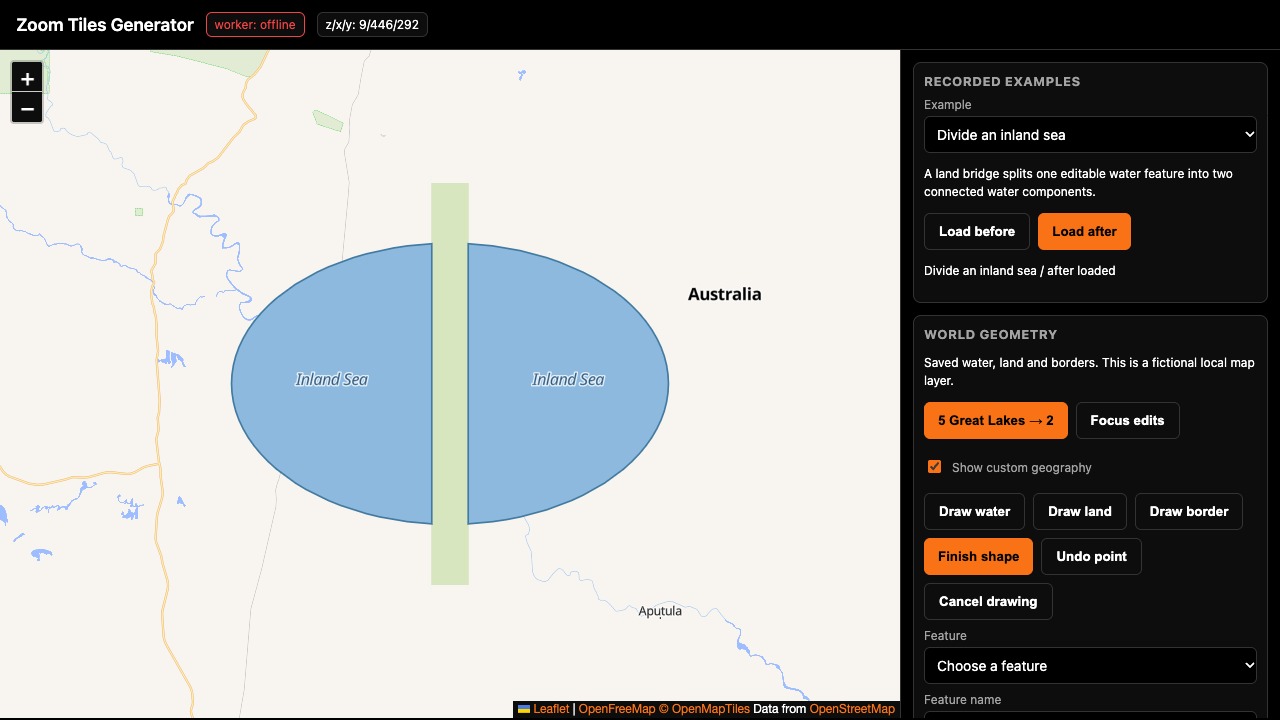 Zoom Tiles Generator
worker: offline
z/x/y: 9/446/292
+
−
Australia
Inland Sea
Inland Sea
Aputula
Leaflet | OpenFreeMap © OpenMapTiles Data from OpenStreetMap
RECORDED EXAMPLES
Example
Divide an inland sea
A land bridge splits one editable water feature into two
connected water components.
Load before
Load after
Divide an inland sea / after loaded
WORLD GEOMETRY
Saved water, land and borders. This is a fictional local map
layer.
5 Great Lakes → 2
Focus edits
Show custom geography
Draw water
Draw land
Draw border
Finish shape
Undo point
Cancel drawing
Feature
Choose a feature
Feature name